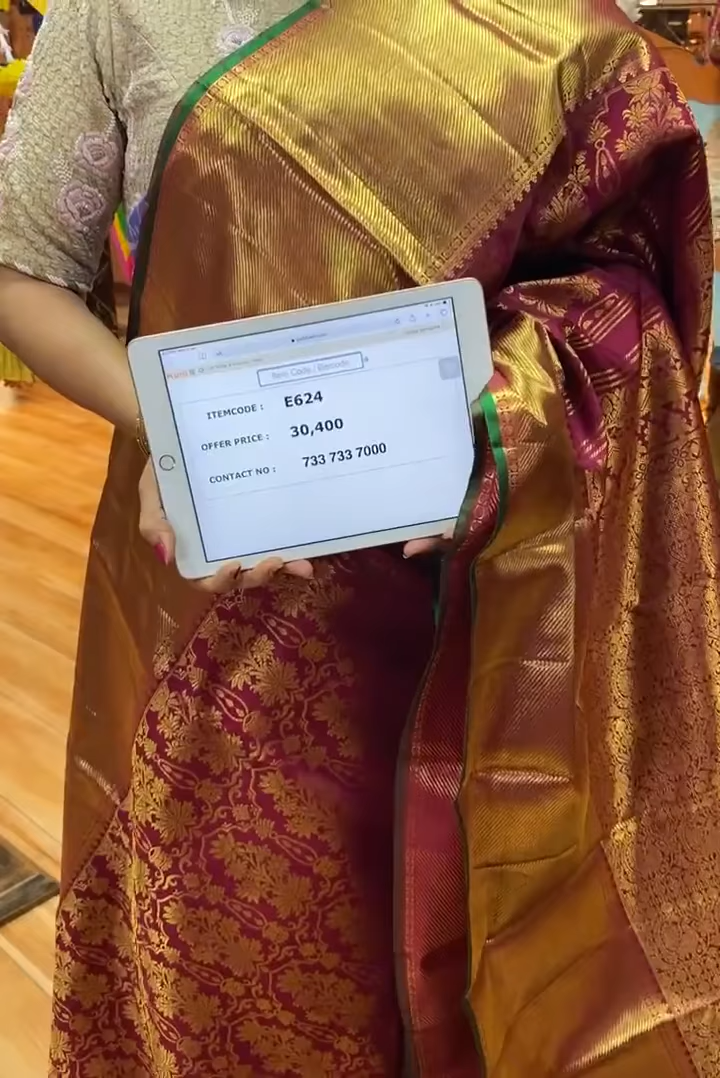 Item Code / Barcode
ITEMCODE : E624
OFFER PRICE : 30,400
CONTACT NO : 733 733 7000